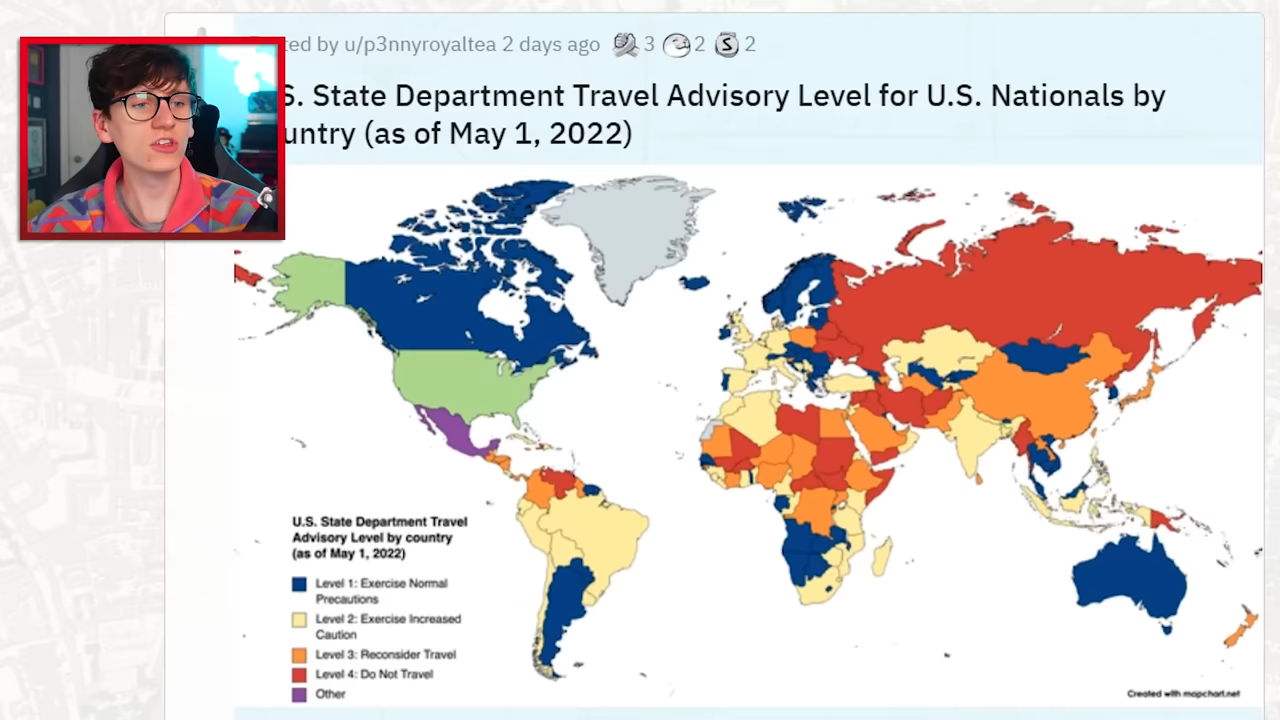 ted by u/p3nnyroyaltea 2 days ago 3 2 2
S. State Department Travel Advisory Level for U.S. Nationals by
untry (as of May 1, 2022)
U.S. State Department Travel
Advisory Level by country
(as of May 1, 2022)
Level 1: Exercise Normal
Precautions
Level 2: Exercise Increased
Caution
Level 3: Reconsider Travel
Level 4: Do Not Travel
Other
Created with mapchart.net